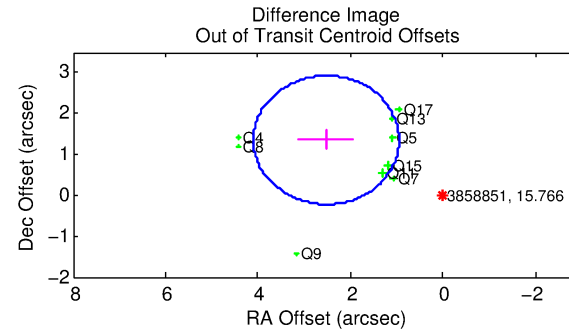 Difference Image
Out of Transit Centroid Offsets
Dec Offset (arcsec)
3
2
1
0
−1
−2
Q17
Q13
Q4
Q5
Q8
Q15
Q7
3858851, 15.766
Q9
8
6
4
2
0
−2
RA Offset (arcsec)